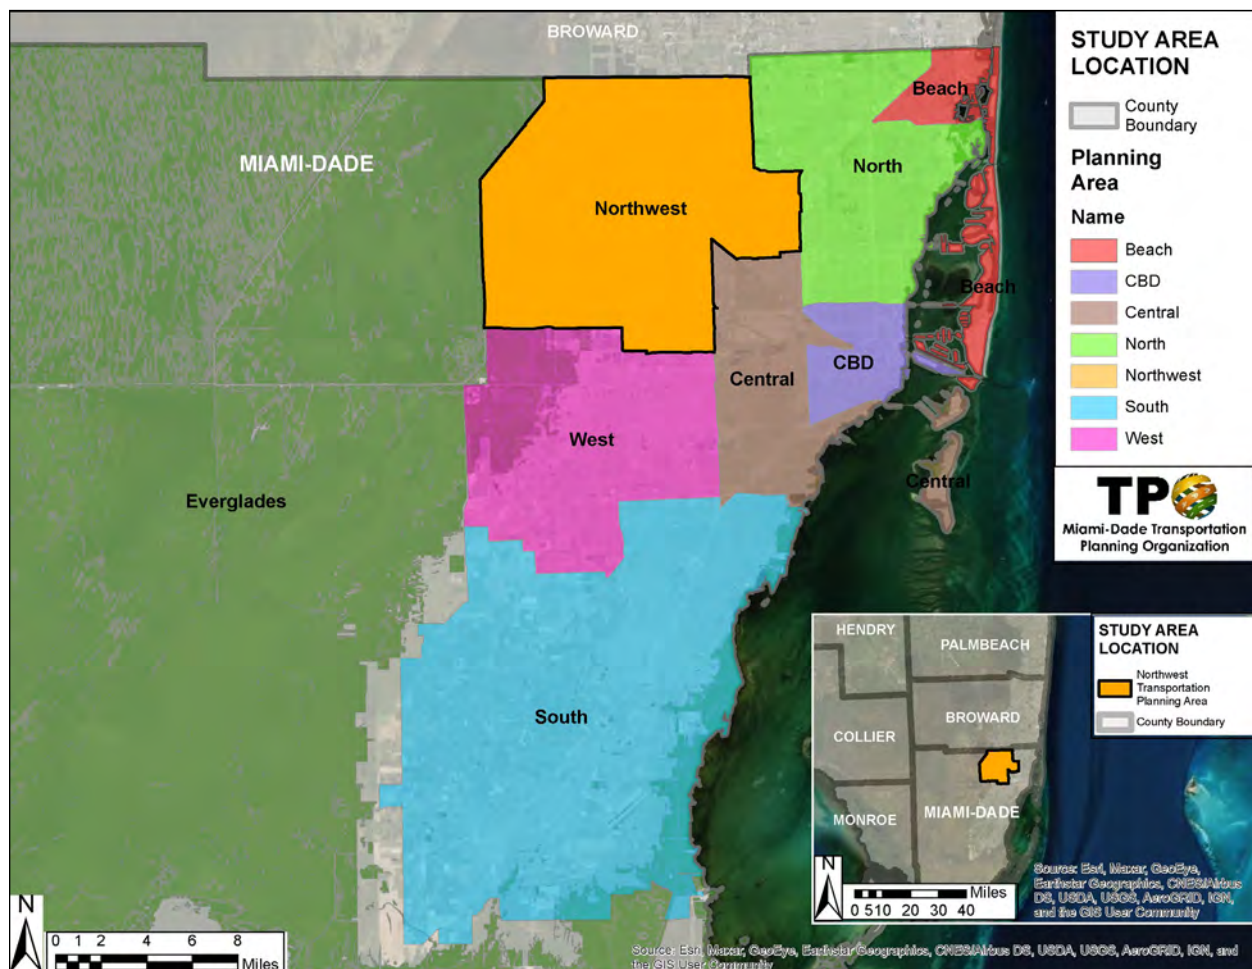 BROWARD
MIAMI-DADE
Beach
North
Northwest
Beach
Central
CBD
West
Central
Everglades
South
STUDY AREA
LOCATION
County
Boundary
Planning
Area
Name
Beach
CBD
Central
North
Northwest
South
West
TPO
Miami-Dade Transportation
Planning Organization
HENDRY
PALMBEACH
BROWARD
COLLIER
MIAMI-DADE
MONROE
STUDY AREA
LOCATION
Northwest
Transportation
Planning Area
County Boundary
N
Miles
0 5 10 20 30 40
Source: Esri, Maxar, GeoEye,
Earthstar Geographics, CNES/Airbus
DS, USDA, USGS, AeroGRID, IGN,
and the GIS User Community
N
0 1 2 4 6 8
Miles
Source: Esri, Maxar, GeoEye, Earthstar Geographics, CNES/Airbus DS, USDA, USGS, AeroGRID, IGN, and
the GIS User Community